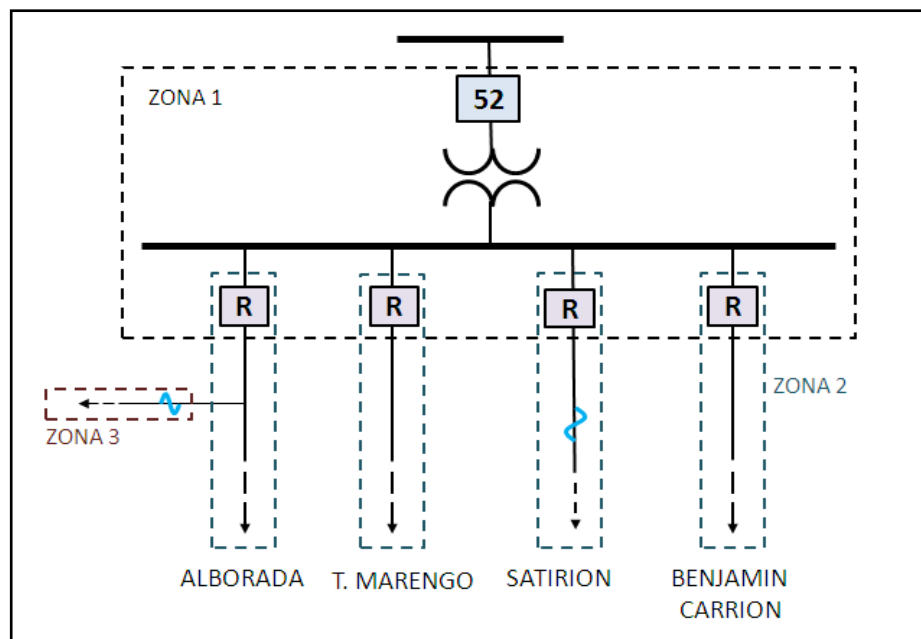 ZONA 1
52
R
R
R
R
ZONA 2
ZONA 3
ALBORADA
T. MARENGO
SATIRION
BENJAMIN
CARRION